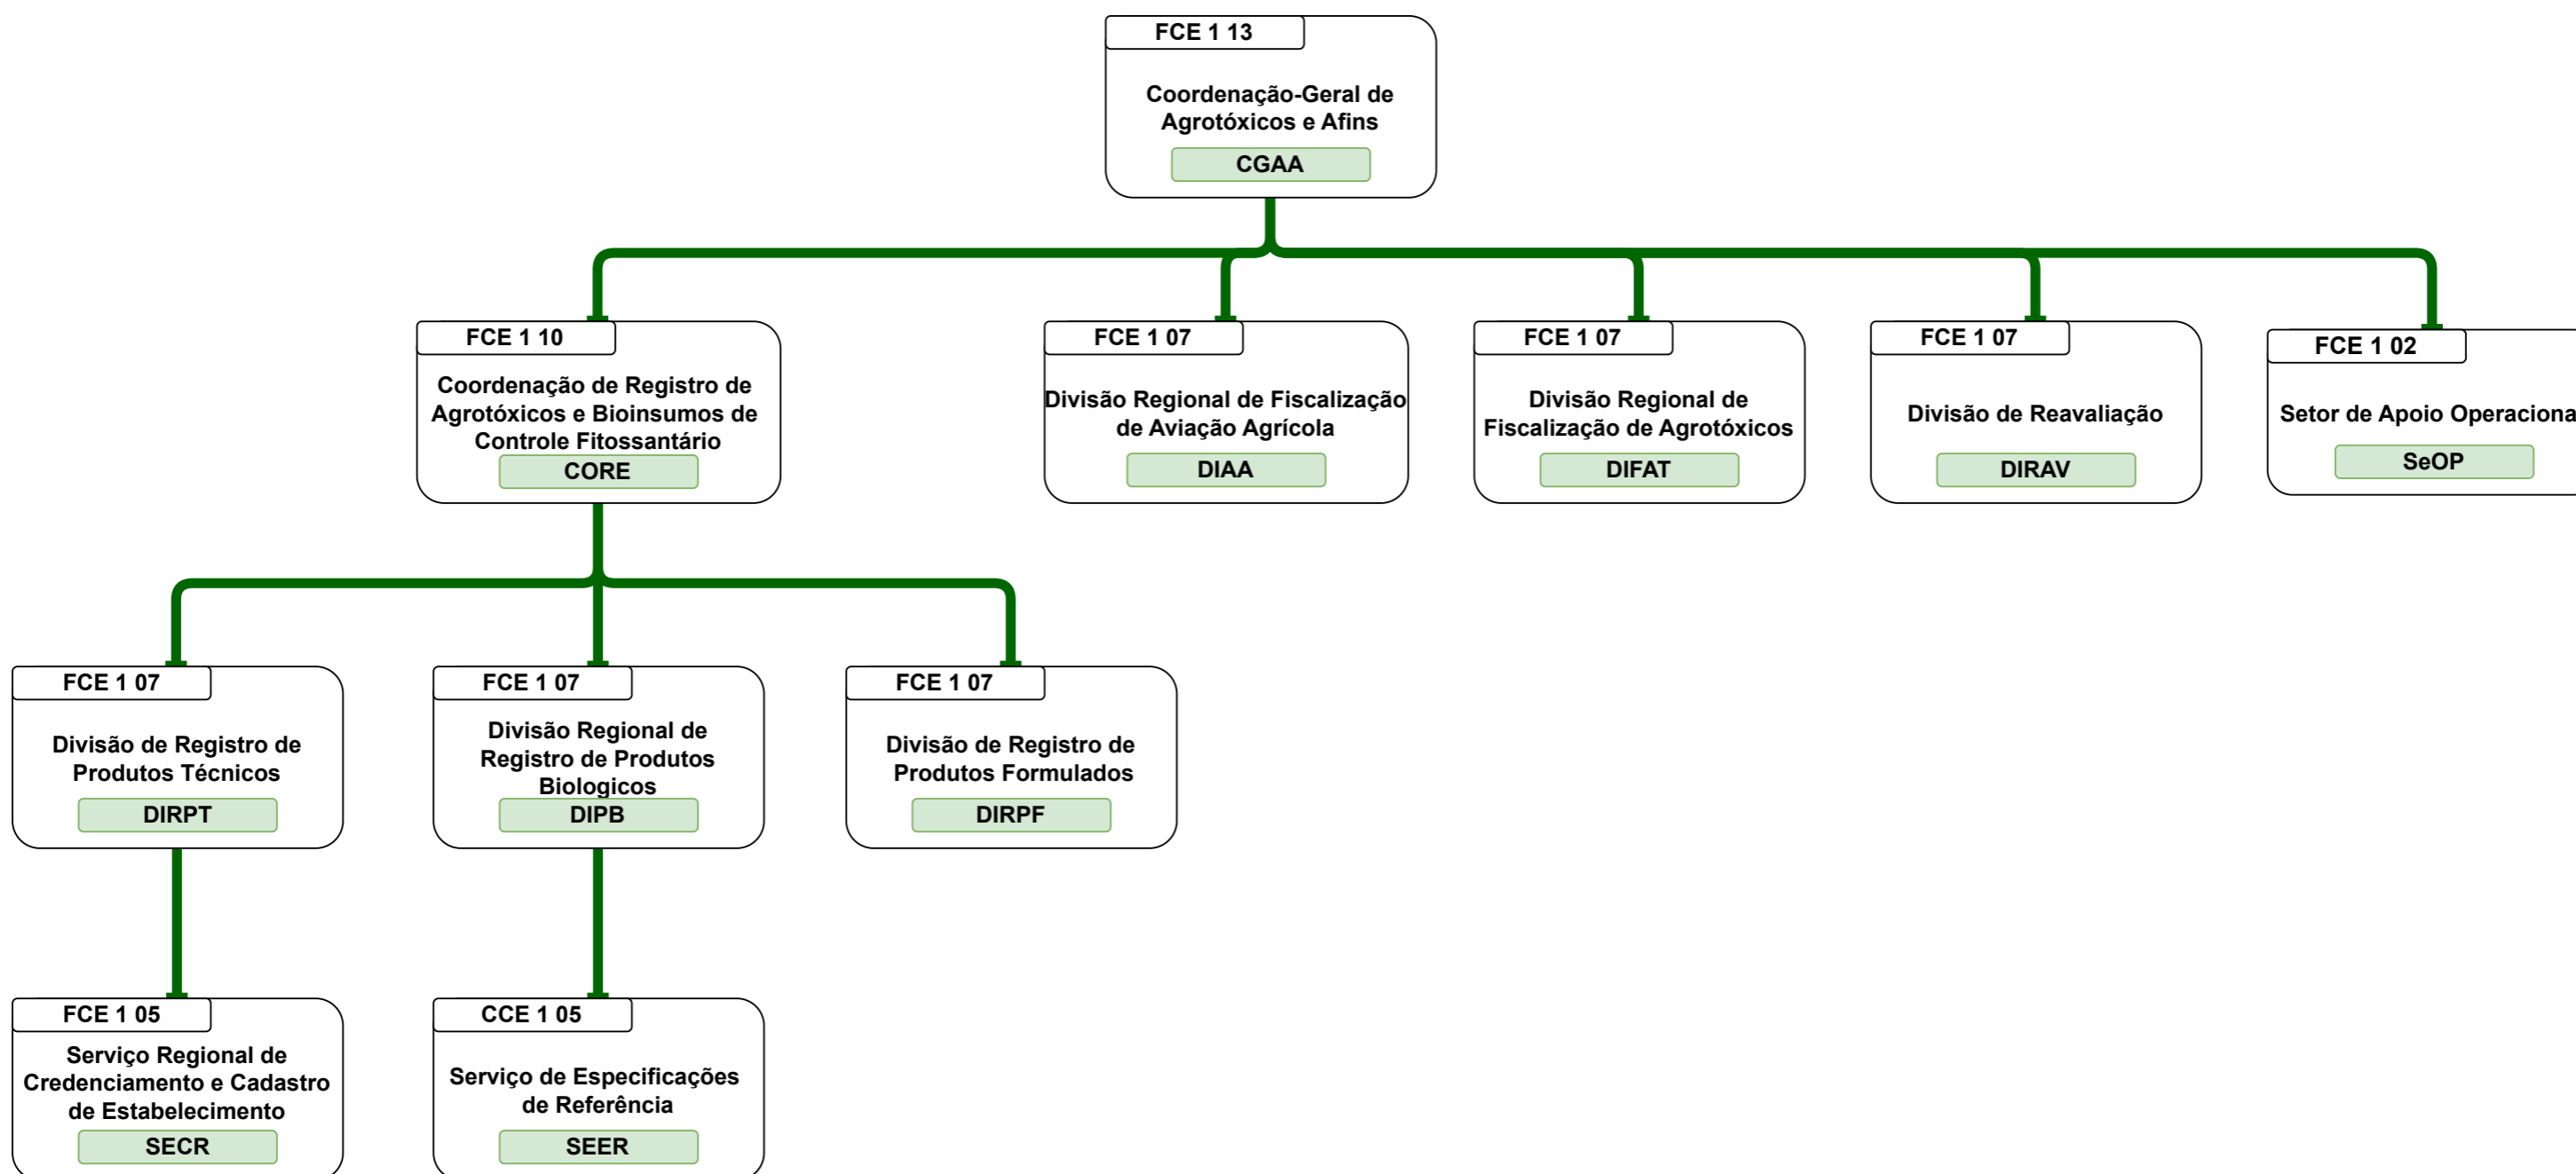 FCE 1 13
Coordenação-Geral de
Agrotóxicos e Afins
CGAA
FCE 1 10
Coordenação de Registro de
Agrotóxicos e Bioinsumos de
Controle Fitossantário
CORE
FCE 1 07
Divisão Regional de Fiscalização
de Aviação Agrícola
DIAA
FCE 1 07
Divisão Regional de
Fiscalização de Agrotóxicos
DIFAT
FCE 1 07
Divisão de Reavaliação
DIRAV
FCE 1 02
Setor de Apoio Operaciona
SeOP
FCE 1 07
Divisão de Registro de
Produtos Técnicos
DIRPT
FCE 1 07
Divisão Regional de
Registro de Produtos
Biologicos
DIPB
FCE 1 07
Divisão de Registro de
Produtos Formulados
DIRPF
FCE 1 05
Serviço Regional de
Credenciamento e Cadastro
de Estabelecimento
SECR
CCE 1 05
Serviço de Especificações
de Referência
SEER